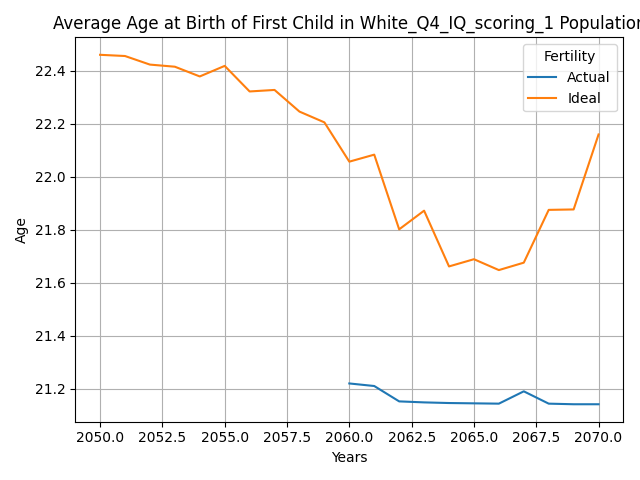 Average Age at Birth of First Child in White_Q4_IQ_scoring_1 Population
Fertility
Actual
Ideal
22.4
22.2
22.0
21.8
21.6
21.4
21.2
Age
2050.0 2052.5 2055.0 2057.5 2060.0 2062.5 2065.0 2067.5 2070.0
Years